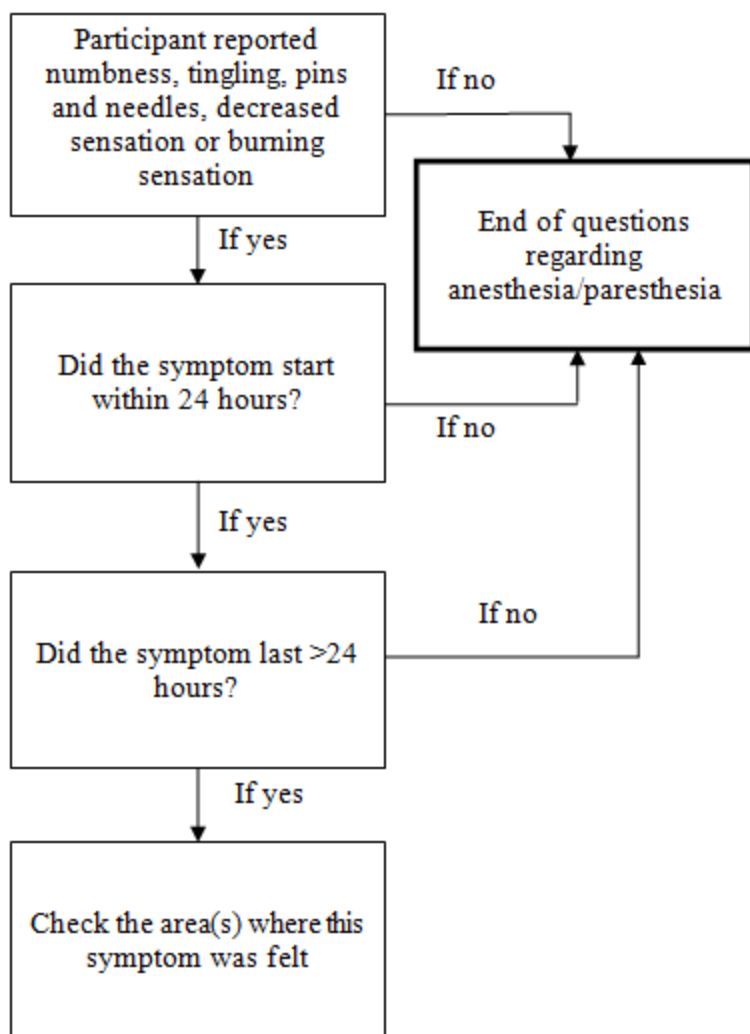 Participant reported
numbness, tingling, pins
and needles, decreased
sensation or burning
sensation
If no
End of questions
regarding
anesthesia/paresthesia
If yes
Did the symptom start
within 24 hours?
If no
If yes
Did the symptom last >24
hours?
If no
If yes
Check the area(s) where this
symptom was felt